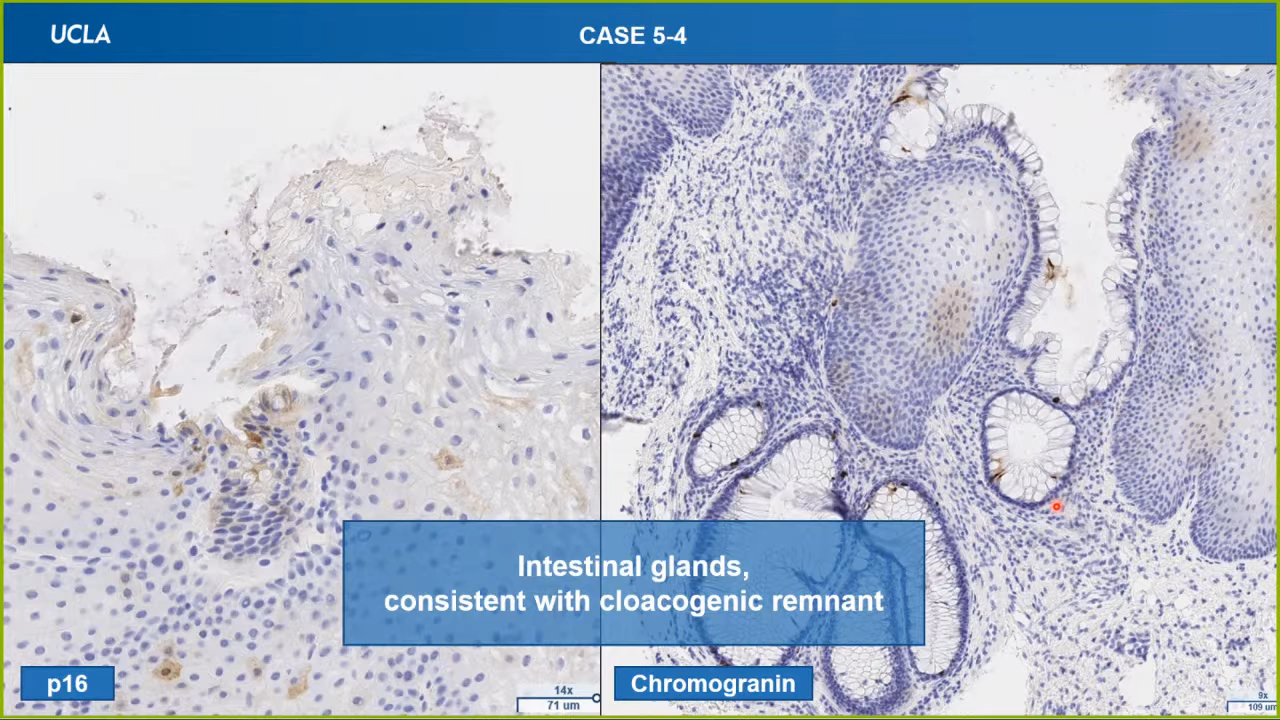 UCLA
CASE 5-4
Intestinal glands,
consistent with cloacogenic remnant
p16
14x
71 um
Chromogranin
9x
109 um